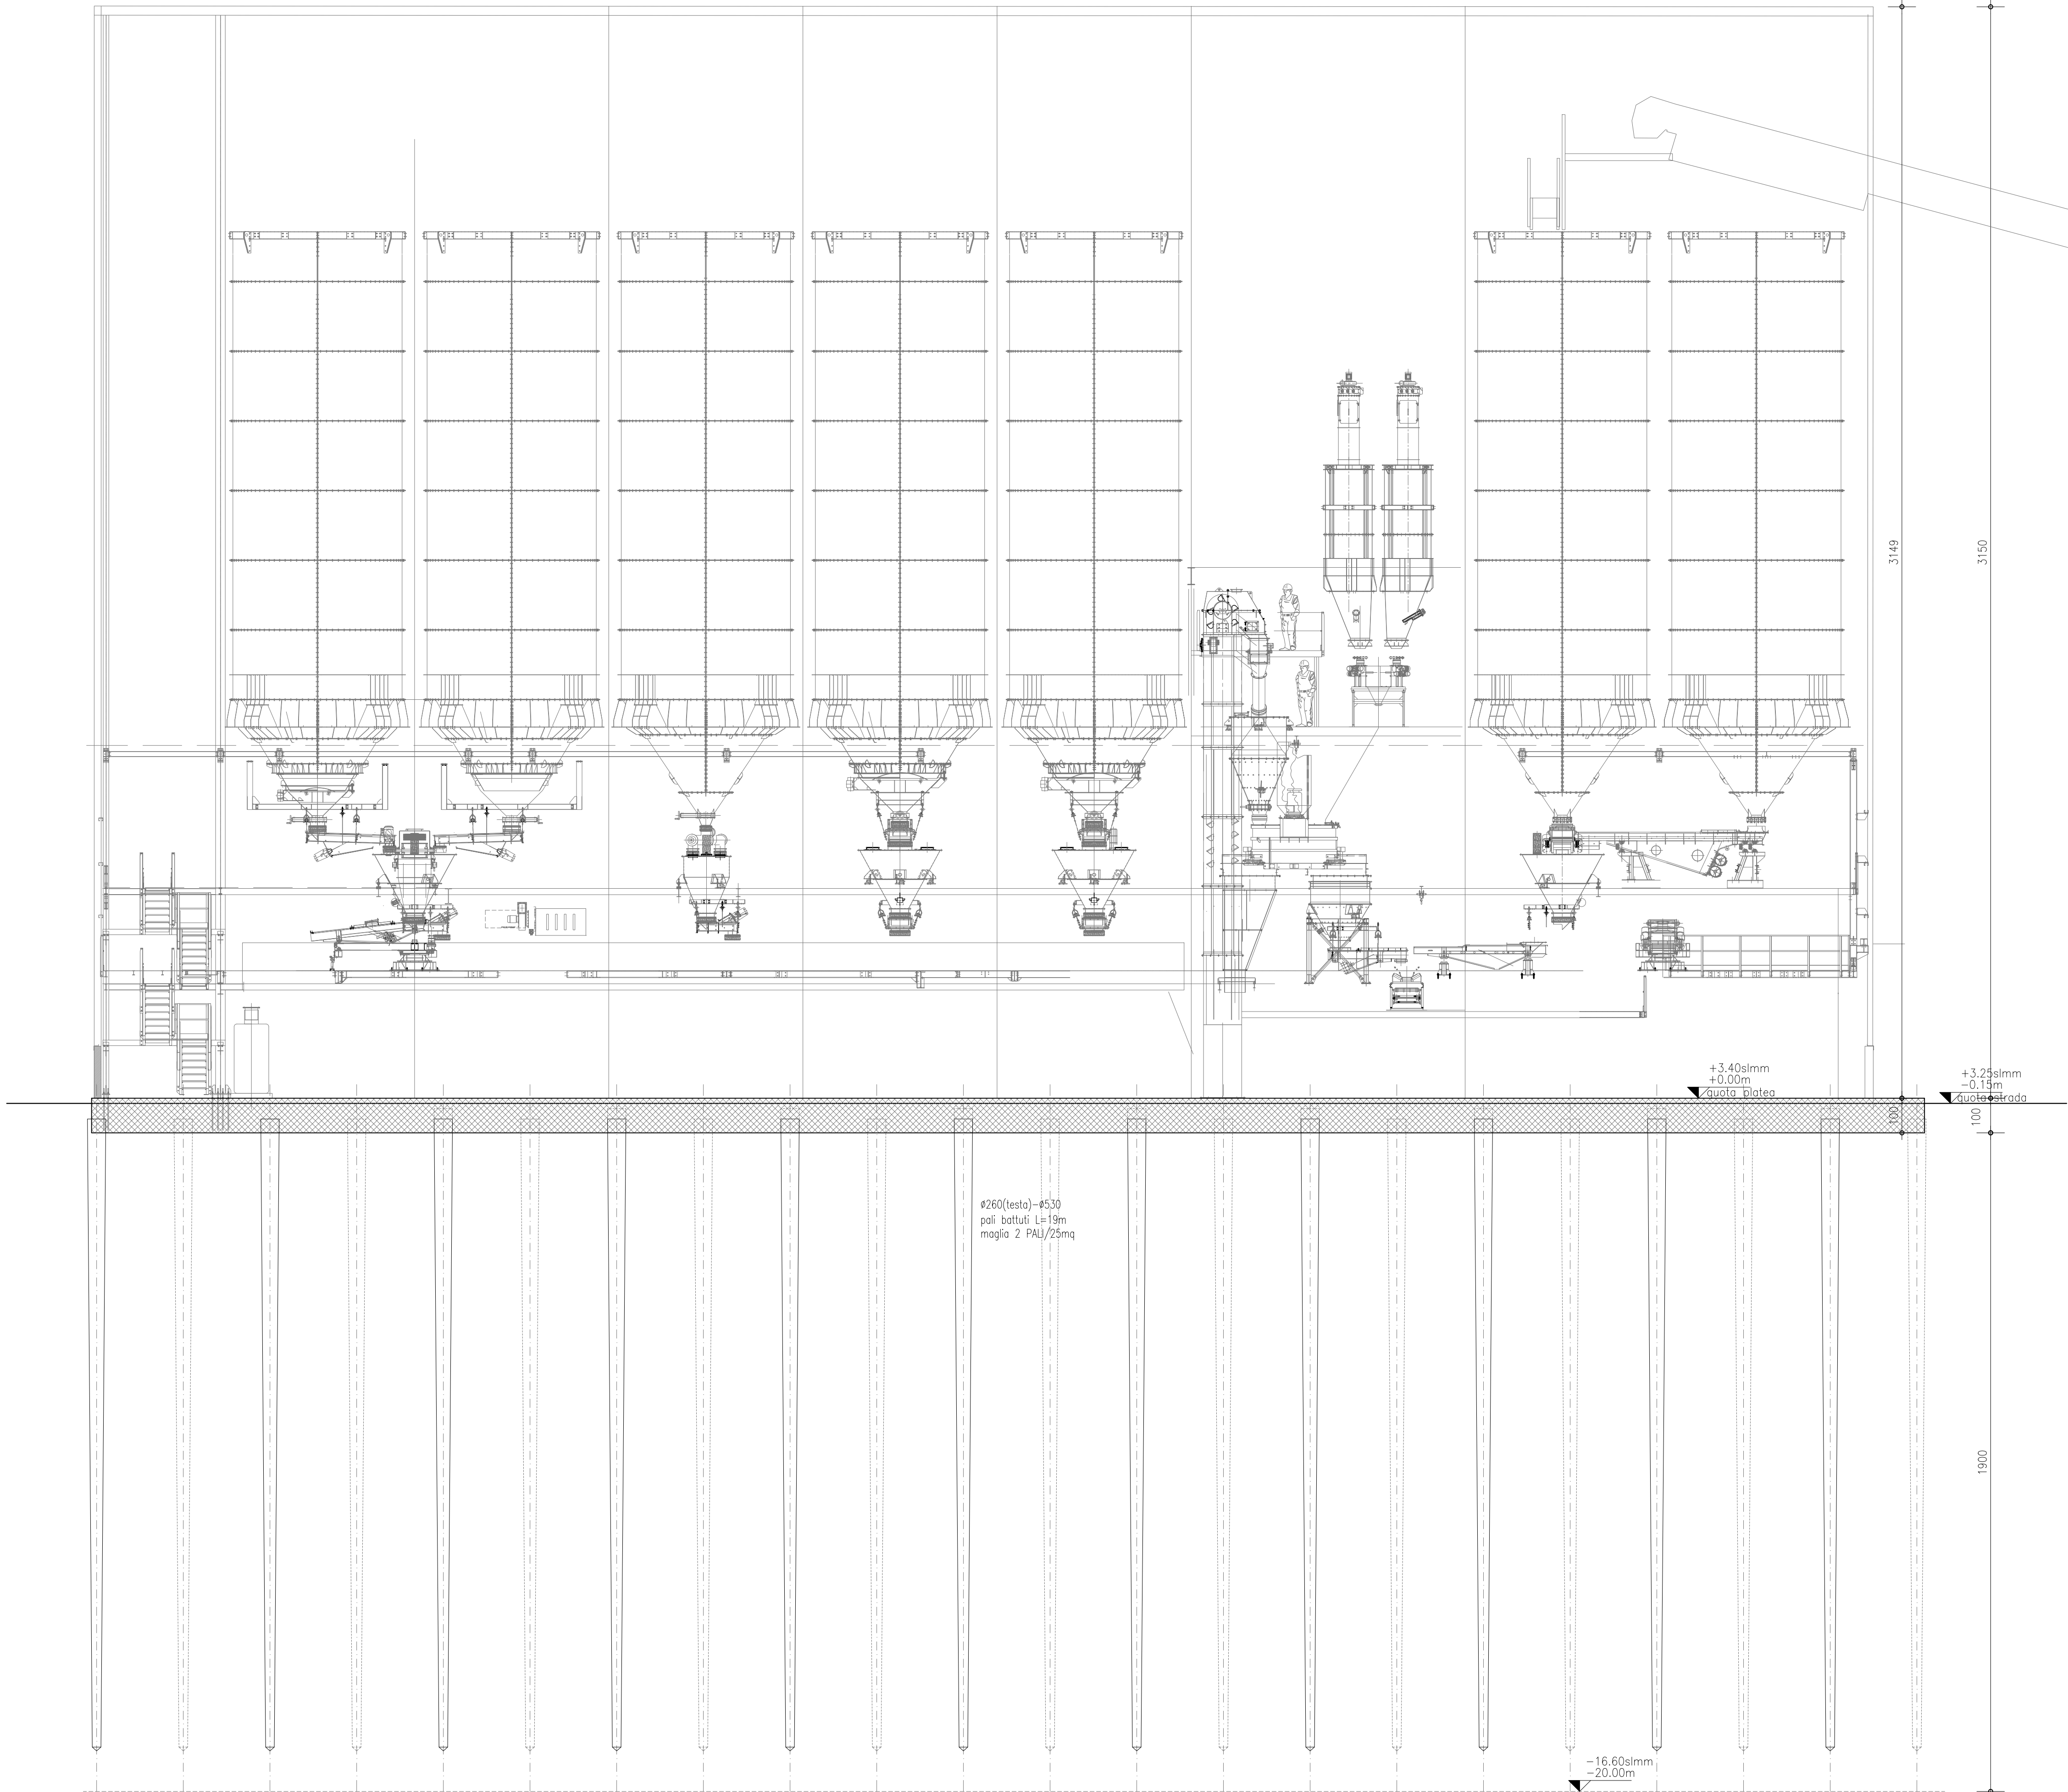 3149
3150
+3.40slmm
+0.00m
quota platea
+3.25slmm
-0.15m
quota strada
100
100
ø260(testa)-ø530
pali battuti L=19m
maglia 2 PALI/25mq
1900
-16.60slmm
-20.00m